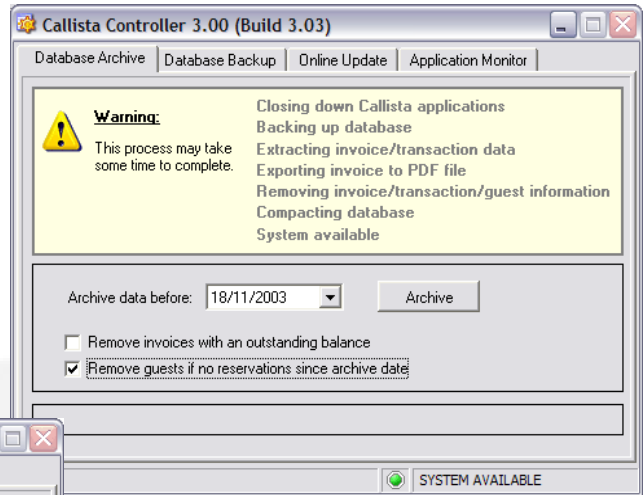 Callista Controller 3.00 (Build 3.03)
Database Archive
Database Backup
Online Update
Application Monitor
Warning:
This process may take
some time to complete.
Closing down Callista applications
Backing up database
Extracting invoice/transaction data
Exporting invoice to PDF file
Removing invoice/transaction/guest information
Compacting database
System available
Archive data before:
18/11/2003
Archive
Remove invoices with an outstanding balance
Remove guests if no reservations since archive date
SYSTEM AVAILABLE